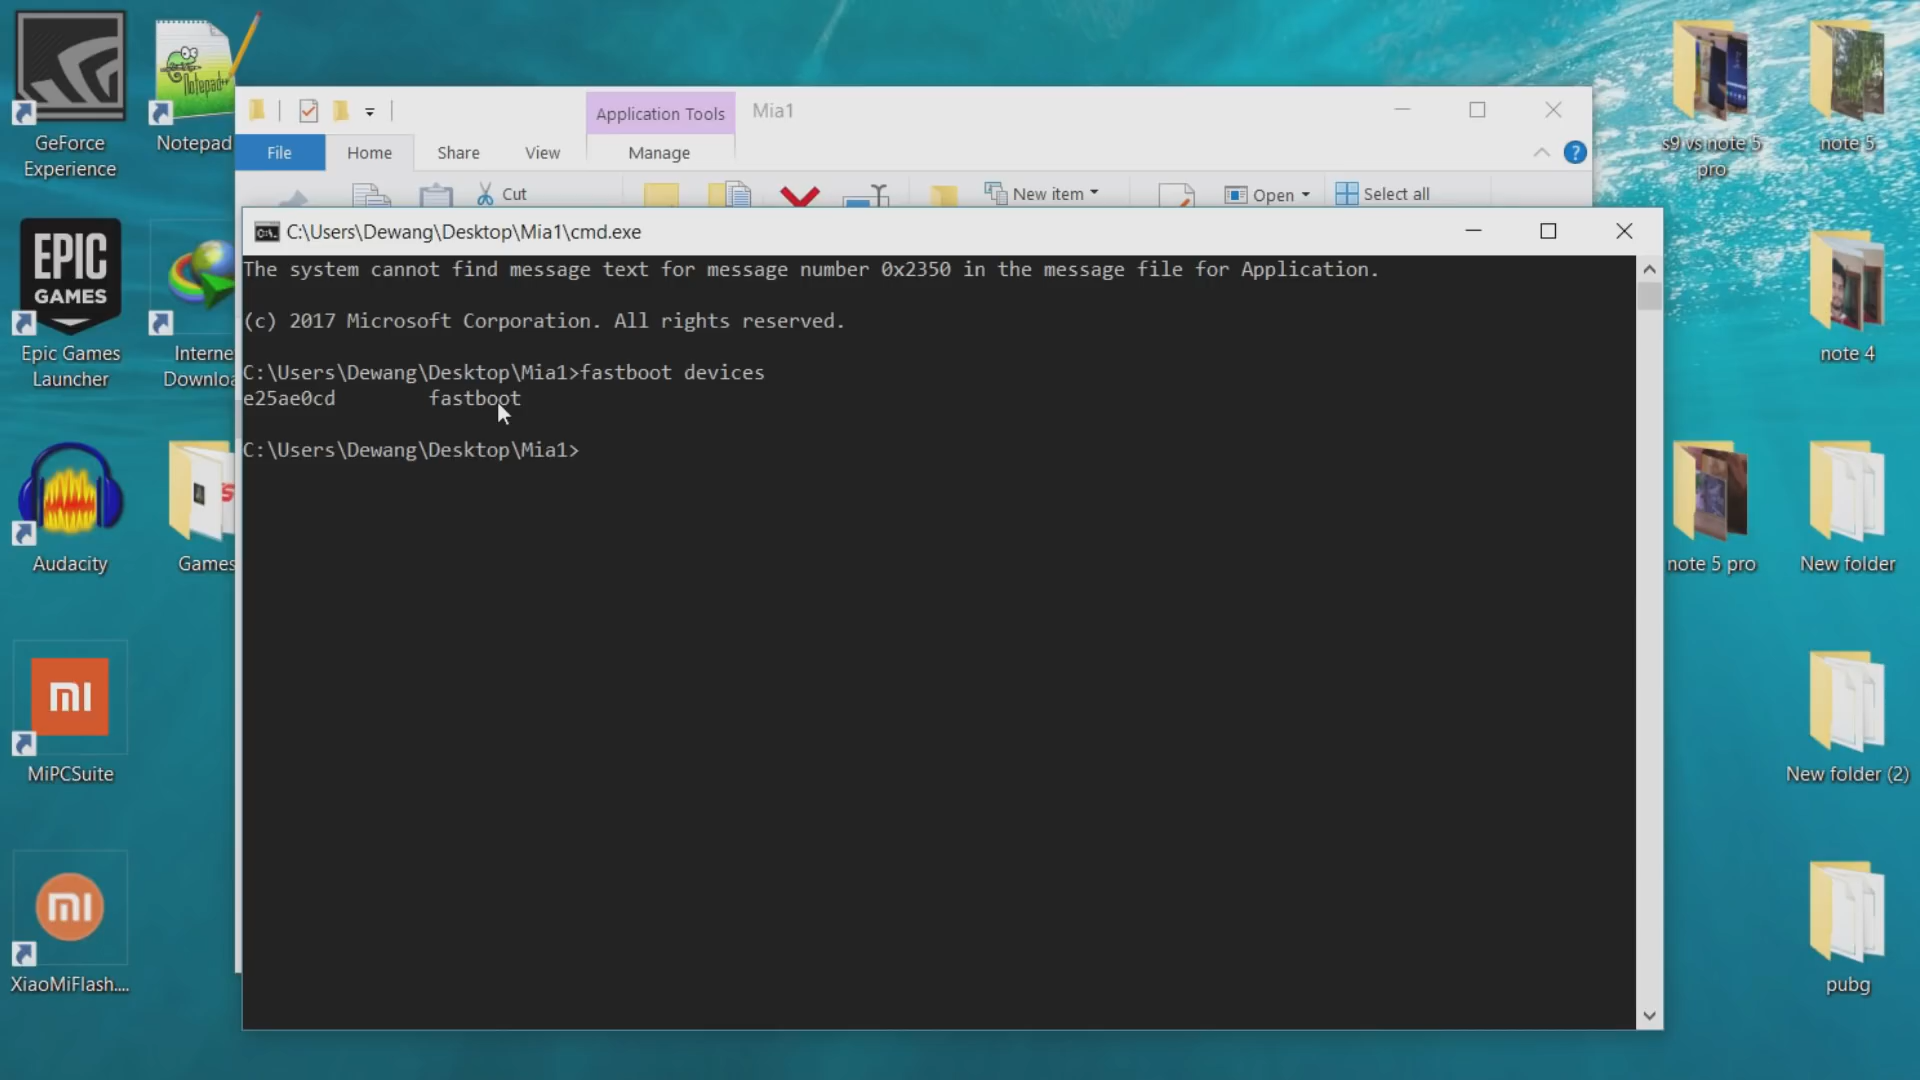 GeForce
Experience
Notepad
Application Tools
Mia1
File
Home
Share
View
Manage
Cut
New item
Open
Select all
C:\Users\Dewang\Desktop\Mia1\cmd.exe
The system cannot find message text for message number 0x2350 in the message file for Application.
(c) 2017 Microsoft Corporation. All rights reserved.
C:\Users\Dewang\Desktop\Mia1>fastboot devices
e25ae0cd fastboot
C:\Users\Dewang\Desktop\Mia1>
EPIC
GAMES
Epic Games
Launcher
Interne
Downloa
Audacity
Games
MI
MiPCSuite
MI
XiaoMiFlash....
s9 vs note 5
pro
note 5
note 4
note 5 pro
New folder
New folder (2)
pubg